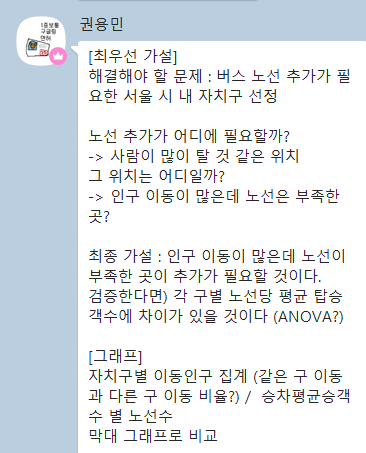 1종보통
구글링
면허
권용민
[최우선 가설]
해결해야 할 문제 : 버스 노선 추가가 필
요한 서울 시 내 자치구 선정
노선 추가가 어디에 필요할까?
-> 사람이 많이 탈 것 같은 위치
그 위치는 어디일까?
-> 인구 이동이 많은데 노선은 부족한
곳?
최종 가설 : 인구 이동이 많은데 노선이
부족한 곳이 추가가 필요할 것이다.
검증한다면) 각 구별 노선당 평균 탑승
객수에 차이가 있을 것이다 (ANOVA?)
[그래프]
자치구별 이동인구 집계 (같은 구 이동
과 다른 구 이동 비율?) / 승차평균승객
수 별 노선수
막대 그래프로 비교